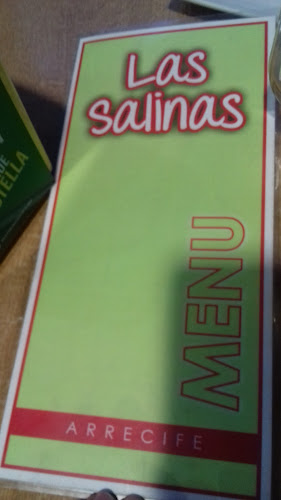 Las
Salinas
MENU
ARRECIFE